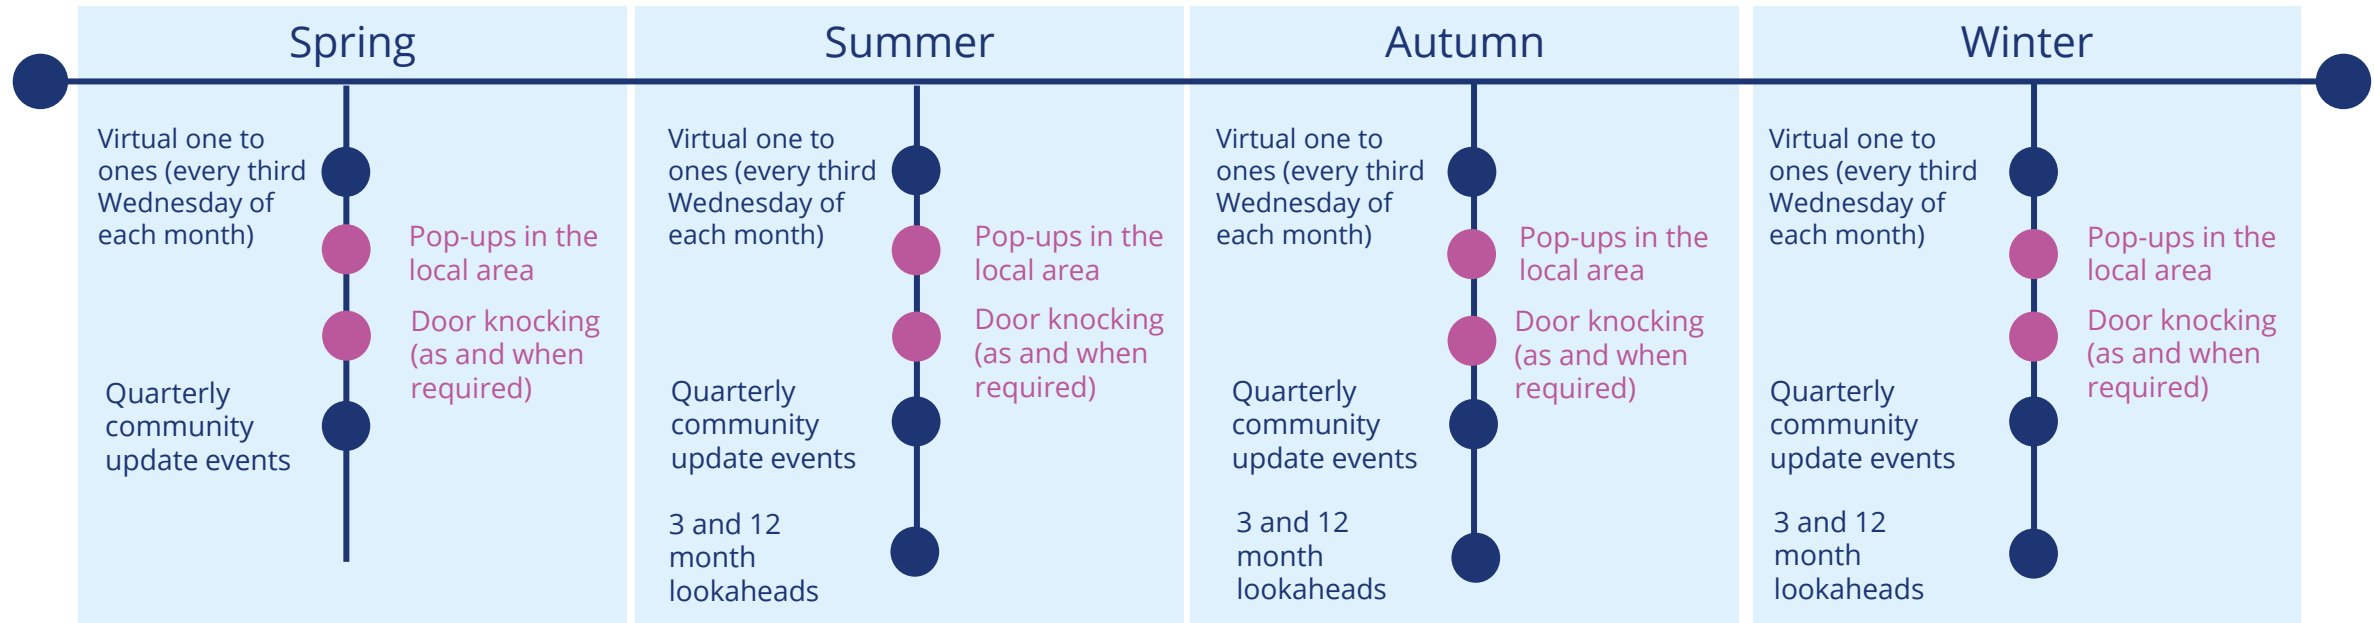 Spring
Virtual one to
ones (every third
Wednesday of
each month)
Pop-ups in the
local area
Door knocking
(as and when
required)
Quarterly
community
update events
Summer
Virtual one to
ones (every third
Wednesday of
each month)
Pop-ups in the
local area
Door knocking
(as and when
required)
Quarterly
community
update events
3 and 12
month
lookaheads
Autumn
Virtual one to
ones (every third
Wednesday of
each month)
Pop-ups in the
local area
Door knocking
(as and when
required)
Quarterly
community
update events
3 and 12
month
lookaheads
Winter
Virtual one to
ones (every third
Wednesday of
each month)
Pop-ups in the
local area
Door knocking
(as and when
required)
Quarterly
community
update events
3 and 12
month
lookaheads